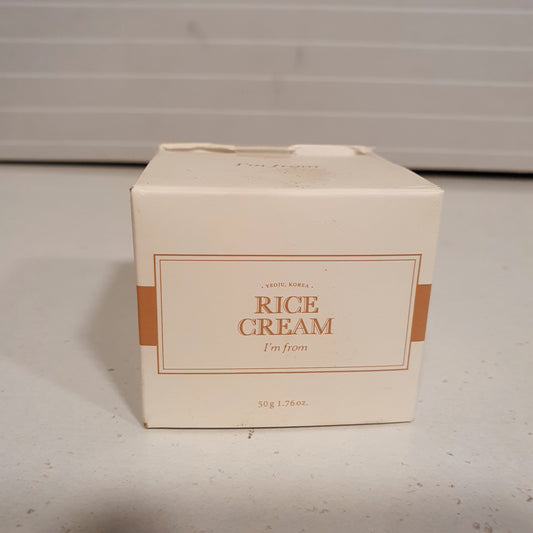 I'm from
• YEOJU, KOREA •
RICE
CREAM
I'm from
50g 1.76oz.